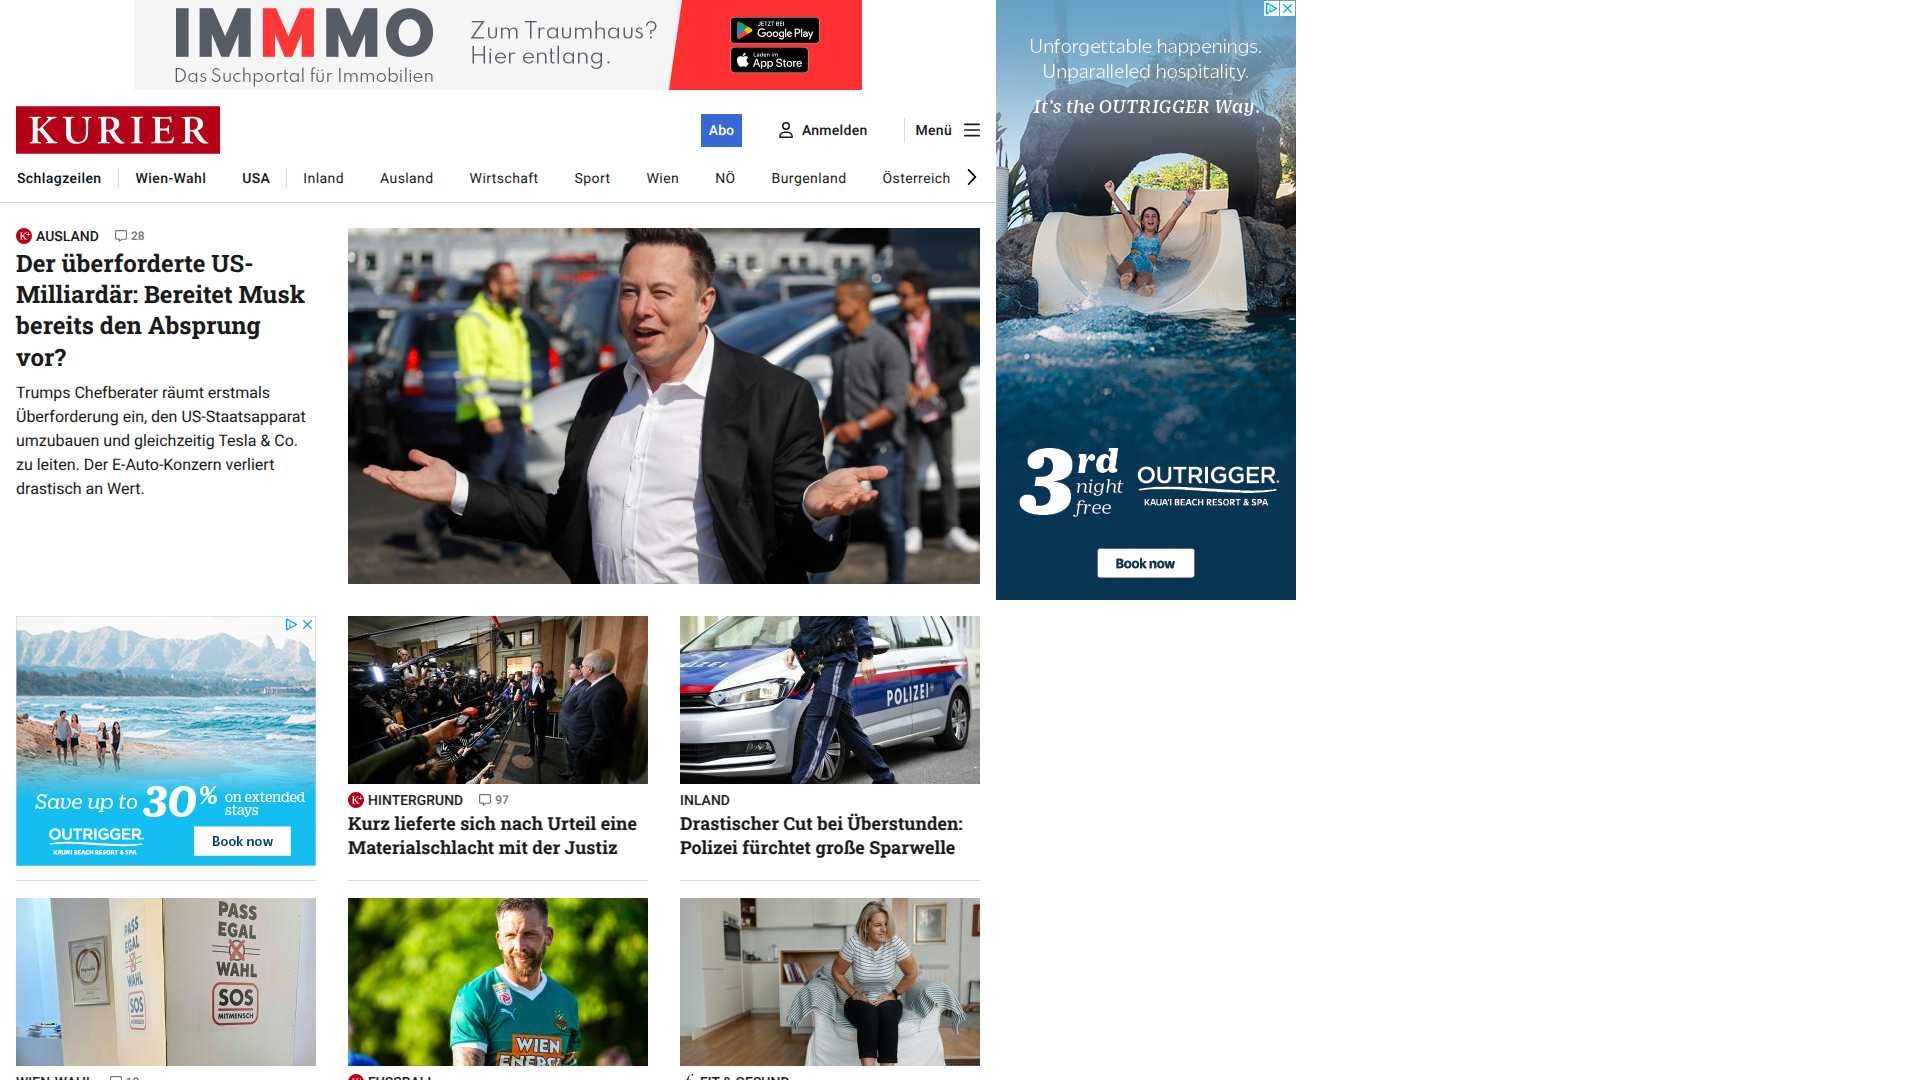 IMMMO
Das Suchportal für Immobilien
Zum Traumhaus?
Hier entlang.
JETZT BEI
Google Play
Laden im
App Store
KURIER
Abo
Anmelden
Menü
Schlagzeilen
Wien-Wahl
USA
Inland
Ausland
Wirtschaft
Sport
Wien
NÖ
Burgenland
Österreich
AUSLAND
28
Der überforderte US-
Milliardär: Bereitet Musk
bereits den Absprung
vor?
Trumps Chefberater räumt erstmals
Überforderung ein, den US-Staatsapparat
umzubauen und gleichzeitig Tesla & Co.
zu leiten. Der E-Auto-Konzern verliert
drastisch an Wert.
Unforgettable happenings.
Unparalleled hospitality.
It's the OUTRIGGER Way.
3rd
night
free
OUTRIGGER.
KAUA'I BEACH RESORT & SPA
Book now
Save up to 30% on extended
stays
OUTRIGGER.
KAUA'I BEACH RESORT & SPA
Book now
HINTERGRUND
97
Kurz lieferte sich nach Urteil eine
Materialschlacht mit der Justiz
POLIZEI
INLAND
Drastischer Cut bei Überstunden:
Polizei fürchtet große Sparwelle
PASS
EGAL
WAHL
SOS
MITMENSCH
PASS
EGAL
WAHL
SOS
MITMENSCH
WIEN
ENERGIE
WIEN-WAHL
FUSSBALL
FIT & GESUND